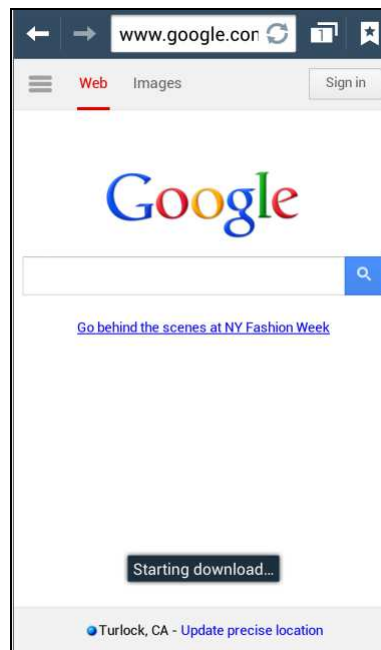 www.google.con
1
Web Images Sign in
Google
Go behind the scenes at NY Fashion Week
Starting download...
Turlock, CA - Update precise location